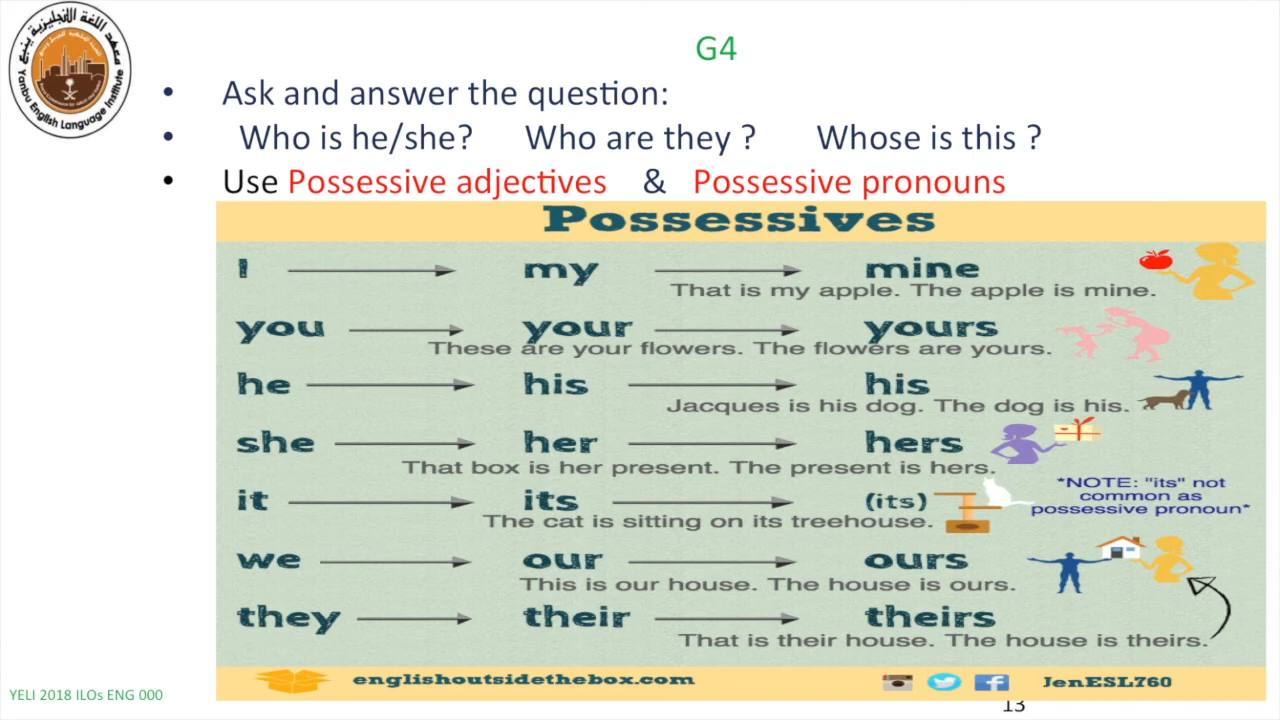 معهد اللغة الانجليزية بينبع
Yanbu English Language Institute
G4
• Ask and answer the question:
• Who is he/she? Who are they ? Whose is this ?
• Use Possessive adjectives & Possessive pronouns
Possessives
I my mine
That is my apple. The apple is mine.
you your yours
These are your flowers. The flowers are yours.
he his his
Jacques is his dog. The dog is his.
she her hers
That box is her present. The present is hers.
it its (its)
*NOTE: "its" not
common as
possessive pronoun*
The cat is sitting on its treehouse.
we our ours
This is our house. The house is ours.
they their theirs
That is their house. The house is theirs.
englishoutsidethebox.com JenESL760
YELI 2018 ILOs ENG 000
13